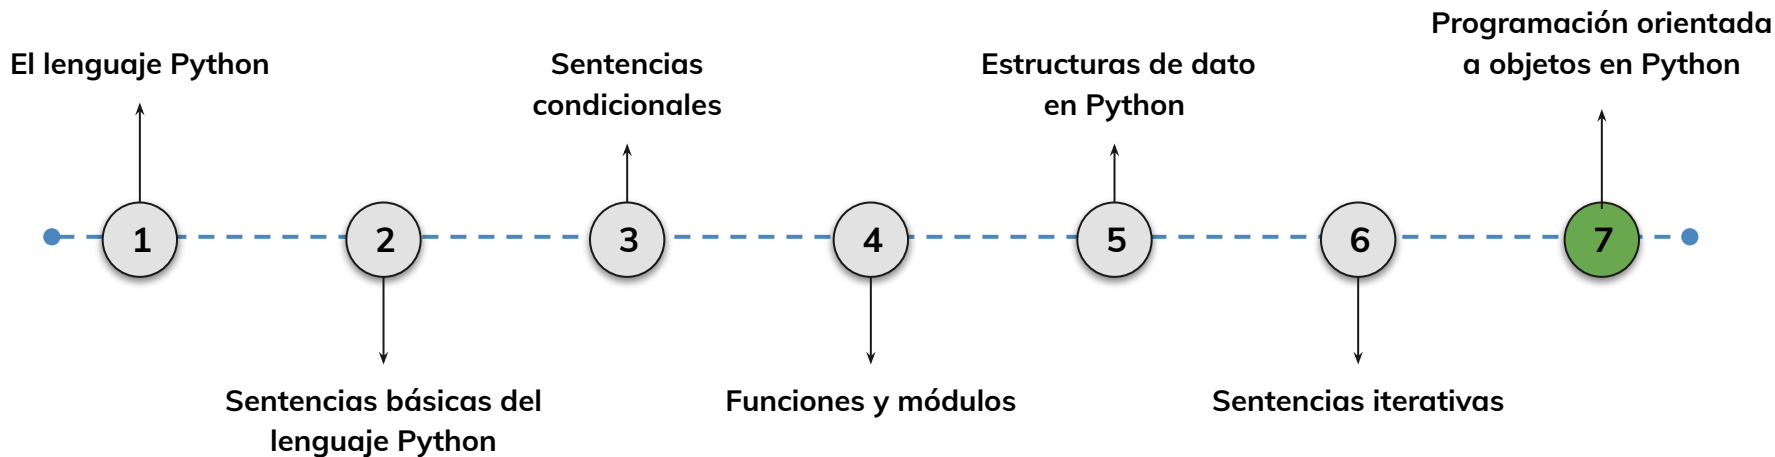 El lenguaje Python
1
2
Sentencias básicas del
lenguaje Python
Sentencias
condicionales
3
4
Funciones y módulos
Estructuras de dato
en Python
5
6
Sentencias iterativas
Programación orientada
a objetos en Python
7